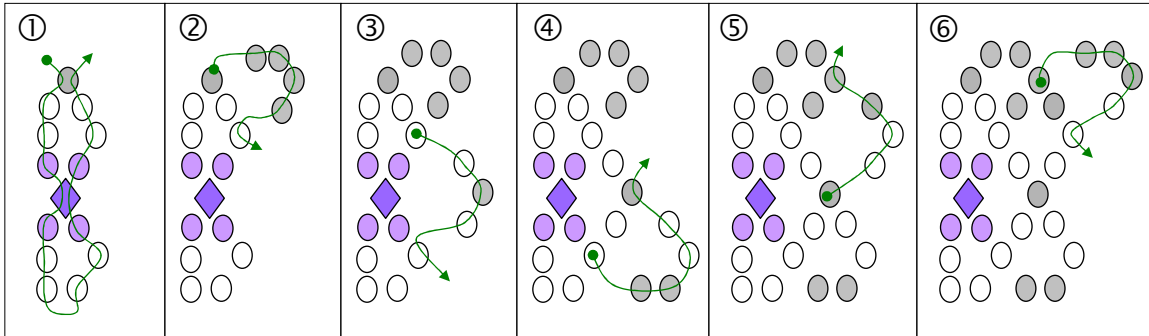 ① ② ③ ④ ⑤ ⑥